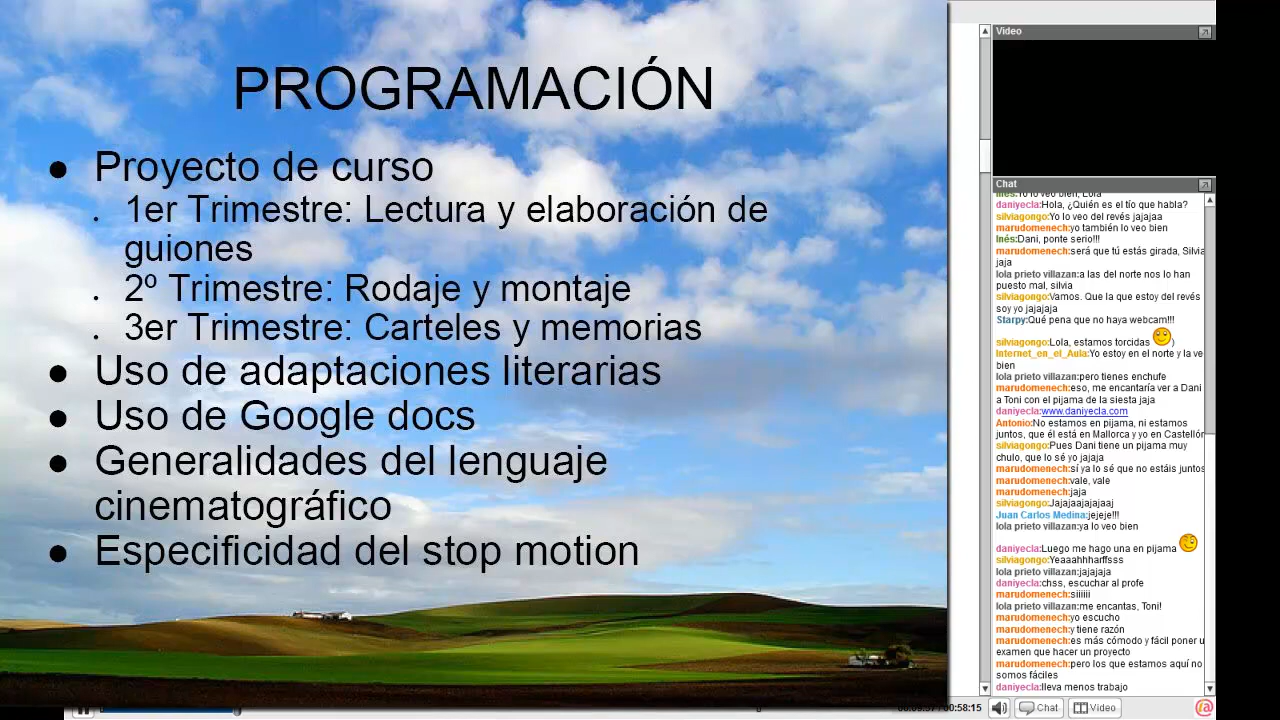 PROGRAMACIÓN
● Proyecto de curso
• 1er Trimestre: Lectura y elaboración de
guiones
• 2º Trimestre: Rodaje y montaje
• 3er Trimestre: Carteles y memorias
● Uso de adaptaciones literarias
● Uso de Google docs
● Generalidades del lenguaje
cinematográfico
● Especificidad del stop motion
Video
Chat
Inés:Yo lo veo bien, Lola
daniyecla:Hola, ¿Quién es el tío que habla?
silviagongo:Yo lo veo del revés jajajaa
marudomenech:yo también lo veo bien
Inés:Dani, ponte serio!!!
marudomenech:será que tú estás girada, Silvia
jaja
lola prieto villazan:a las del norte nos lo han
puesto mal, silvia
silviagongo:Vamos. Que la que estoy del revés
soy yo jajajaja
Starpy:Qué pena que no haya webcam!!!
silviagongo:Lola, estamos torcidas )
Internet_en_el_Aula:Yo estoy en el norte y la ve
bien
lola prieto villazan:pero tienes enchufe
marudomenech:eso, me encantaría ver a Dani
a Toni con el pijama de la siesta jaja
daniyecla:www.daniyecla.com
Antonio:No estamos en pijama, ni estamos
juntos, que él está en Mallorca y yo en Castellón
silviagongo:Pues Dani tiene un pijama muy
chulo, que lo sé yo jajaja
marudomenech:sí ya lo sé que no estáis juntos
marudomenech:vale, vale
marudomenech:jaja
silviagongo:Jajajaajajajaaj
Juan Carlos Medina:jejeje!!!
lola prieto villazan:ya lo veo bien
daniyecla:Luego me hago una en pijama
silviagongo:Yeaaahhharffsss
lola prieto villazan:jajajaja
daniyecla:chss, escuchar al profe
marudomenech:siiiiii
lola prieto villazan:me encantas, Toni!
marudomenech:yo escucho
marudomenech:y tiene razón
marudomenech:es más cómodo y fácil poner u
examen que hacer un proyecto
marudomenech:pero los que estamos aquí no
somos fáciles
daniyecla:lleva menos trabajo
/ 00:58:15
Chat
Video